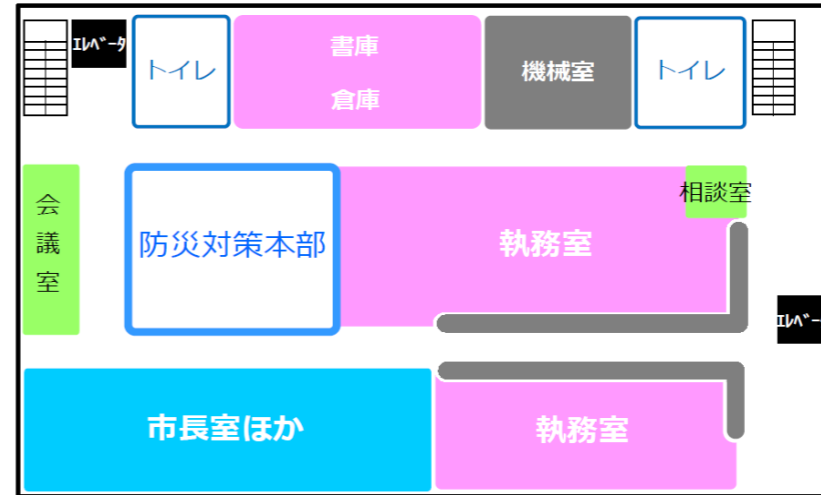 ｴﾚﾍﾞｰﾀ
トイレ
書庫
倉庫
機械室
トイレ
会
議
室
防災対策本部
執務室
相談室
ｴﾚﾍﾞｰ
市長室ほか
執務室